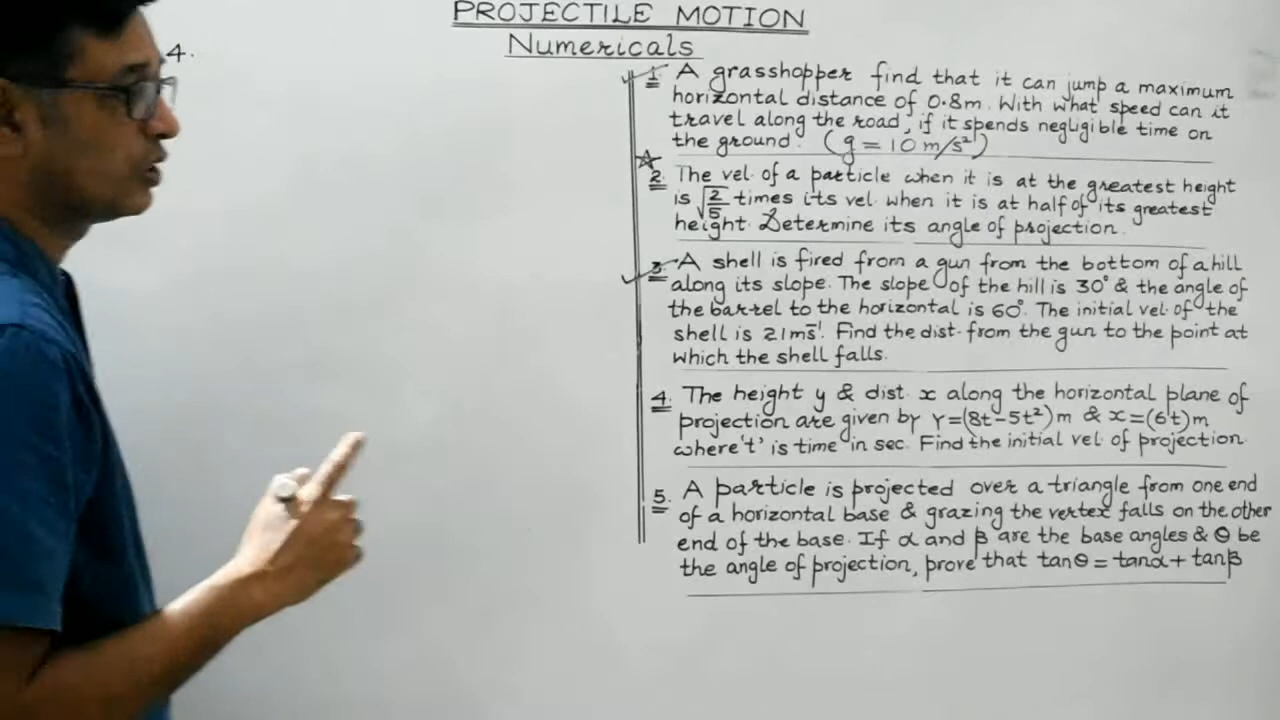 PROJECTILE MOTION
Numericals
4.
1. A grasshopper find that it can jump a maximum
horizontal distance of 0.8m. With what speed can it
travel along the road, if it spends negligible time on
the ground. (g = 10 m/s²)
2. The vel. of a particle when it is at the greatest height
is √2/5 times its vel. when it is at half of its greatest
height. Determine its angle of projection.
3. A shell is fired from a gun from the bottom of a hill
along its slope. The slope of the hill is 30° & the angle of
the barrel to the horizontal is 60°. The initial vel. of the
shell is 21ms⁻¹. Find the dist. from the gun to the point at
which the shell falls.
4. The height y & dist. x along the horizontal plane of
projection are given by Y=(8t-5t²)m & x=(6t)m
where 't' is time in sec. Find the initial vel. of projection.
5. A particle is projected over a triangle from one end
of a horizontal base & grazing the vertex falls on the other
end of the base. If α and β are the base angles & θ be
the angle of projection, prove that tanθ = tanα + tanβ